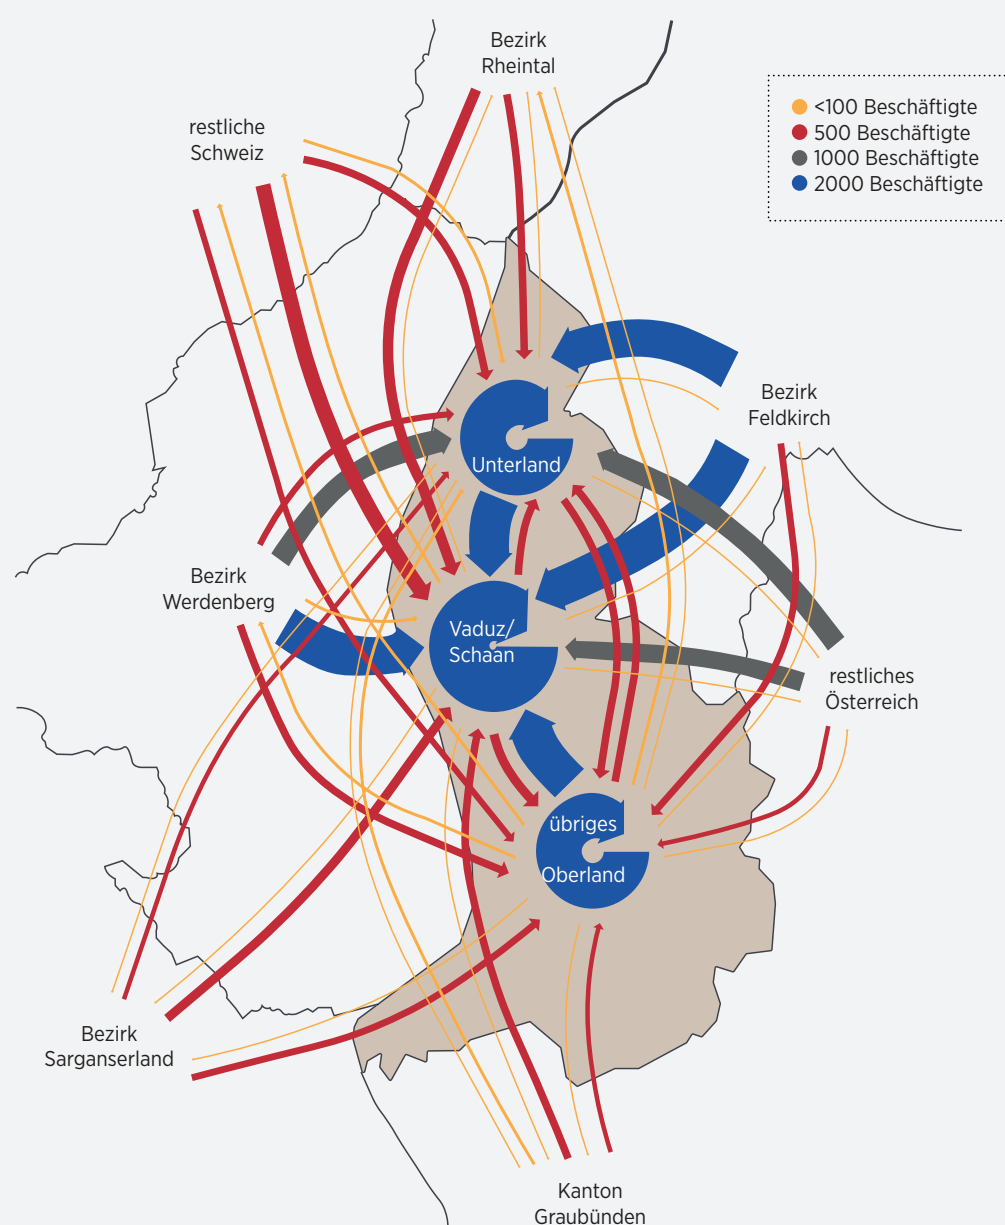 Bezirk
Rheintal
<100 Beschäftigte
500 Beschäftigte
1000 Beschäftigte
2000 Beschäftigte
restliche
Schweiz
Bezirk
Feldkirch
Unterland
Bezirk
Werdenberg
Vaduz/
Schaan
restliches
Österreich
übriges
Oberland
Bezirk
Sarganserland
Kanton
Graubünden